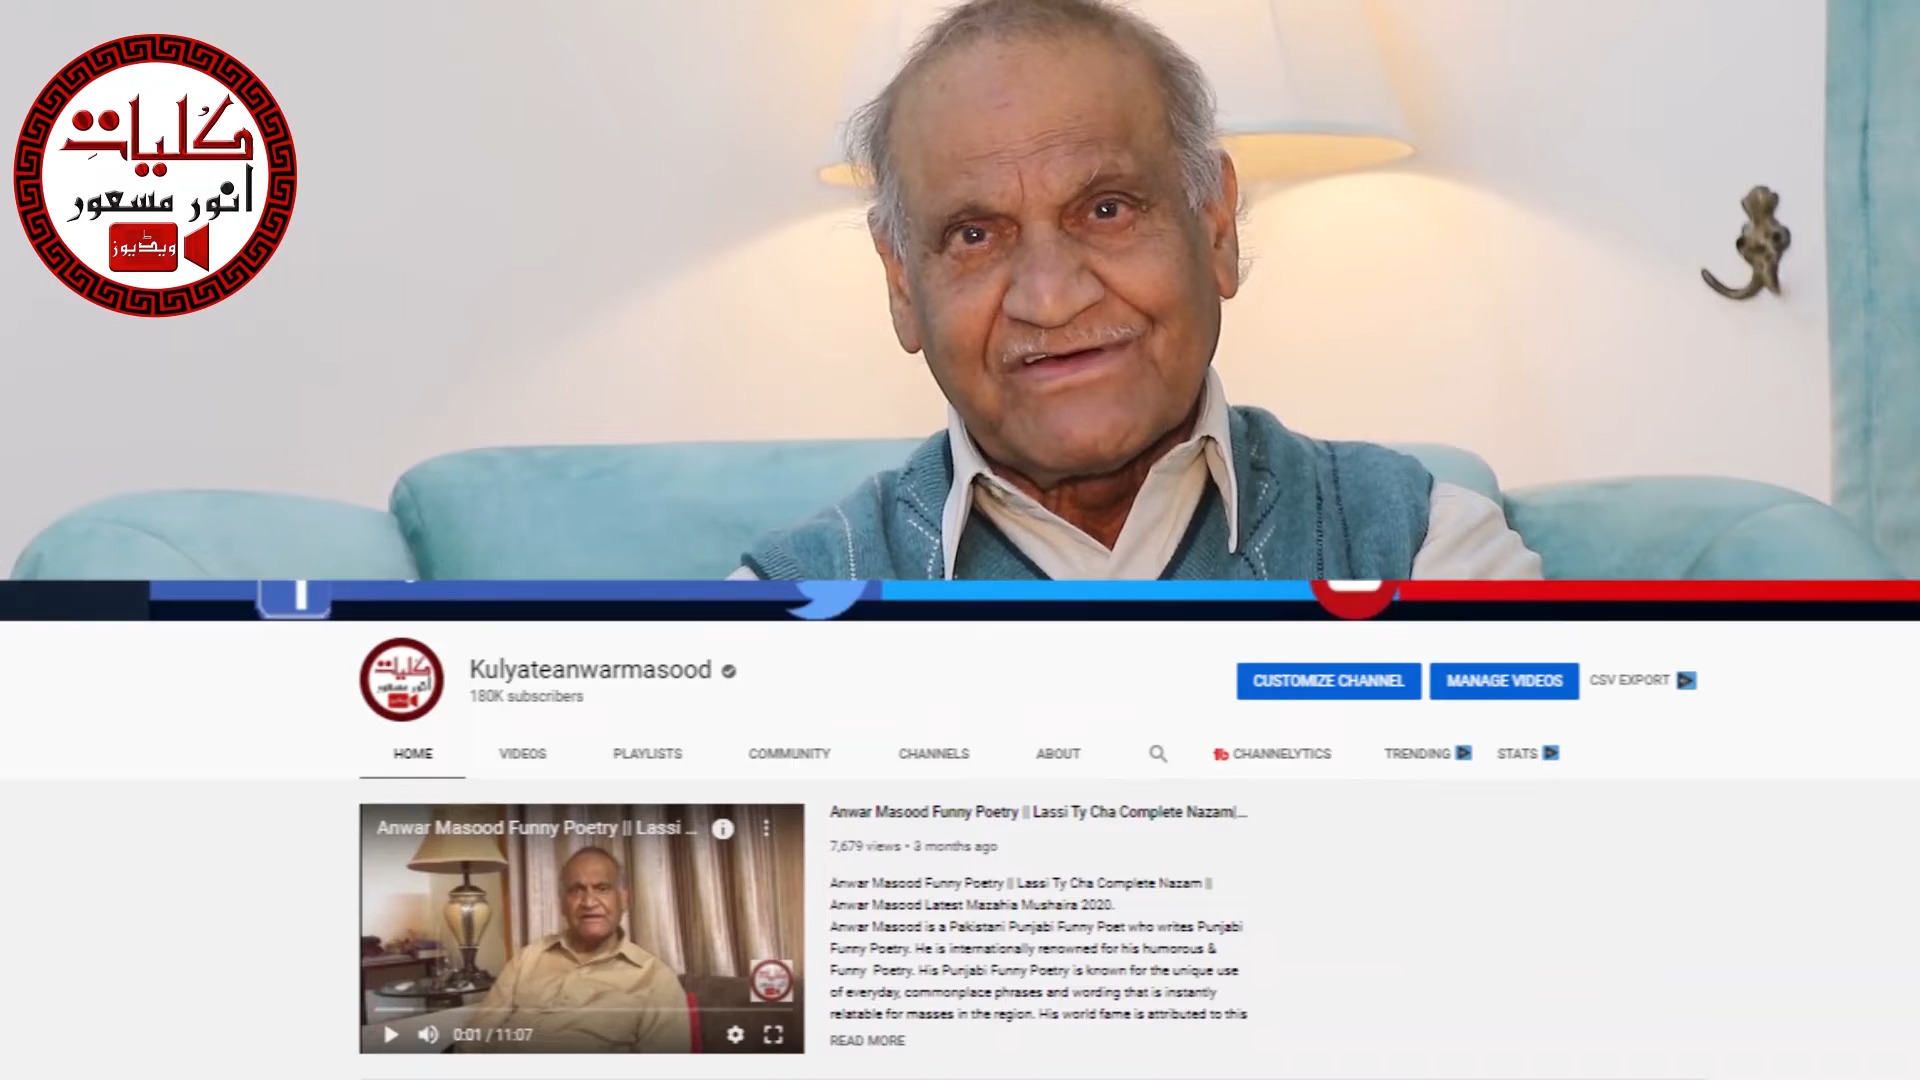 کُلیاتِ
انور مسعود
ویڈیوز
Kulyateanwarmasood
180K subscribers
CUSTOMIZE CHANNEL
MANAGE VIDEOS
CSV EXPORT
HOME
VIDEOS
PLAYLISTS
COMMUNITY
CHANNELS
ABOUT
CHANNELYTICS
TRENDING
STATS
Anwar Masood Funny Poetry || Lassi ...
0:01 / 11:07
Anwar Masood Funny Poetry || Lassi Ty Cha Complete Nazam|...
7,679 views • 3 months ago
Anwar Masood Funny Poetry || Lassi Ty Cha Complete Nazam ||
Anwar Masood Latest Mazahia Mushaira 2020.
Anwar Masood is a Pakistani Punjabi Funny Poet who writes Punjabi
Funny Poetry. He is internationally renowned for his humorous &
Funny Poetry. His Punjabi Funny Poetry is known for the unique use
of everyday, commonplace phrases and wording that is instantly
relatable for masses in the region. His world fame is attributed to this
READ MORE